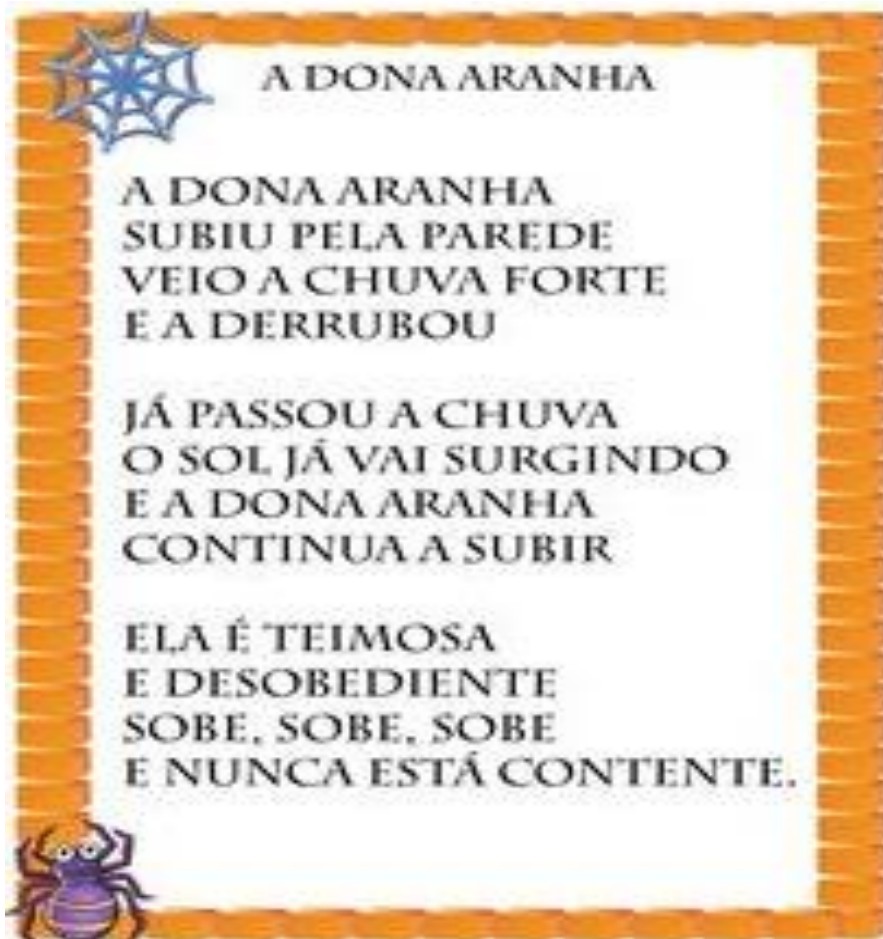 A DONA ARANHA
A DONA ARANHA
SUBIU PELA PAREDE
VEIO A CHUVA FORTE
E A DERRUBOU
JÁ PASSOU A CHUVA
O SOL JÁ VAI SURGINDO
E A DONA ARANHA
CONTINUA A SUBIR
ELA É TEIMOSA
E DESOBEDIENTE
SOBE, SOBE, SOBE
E NUNCA ESTÁ CONTENTE.